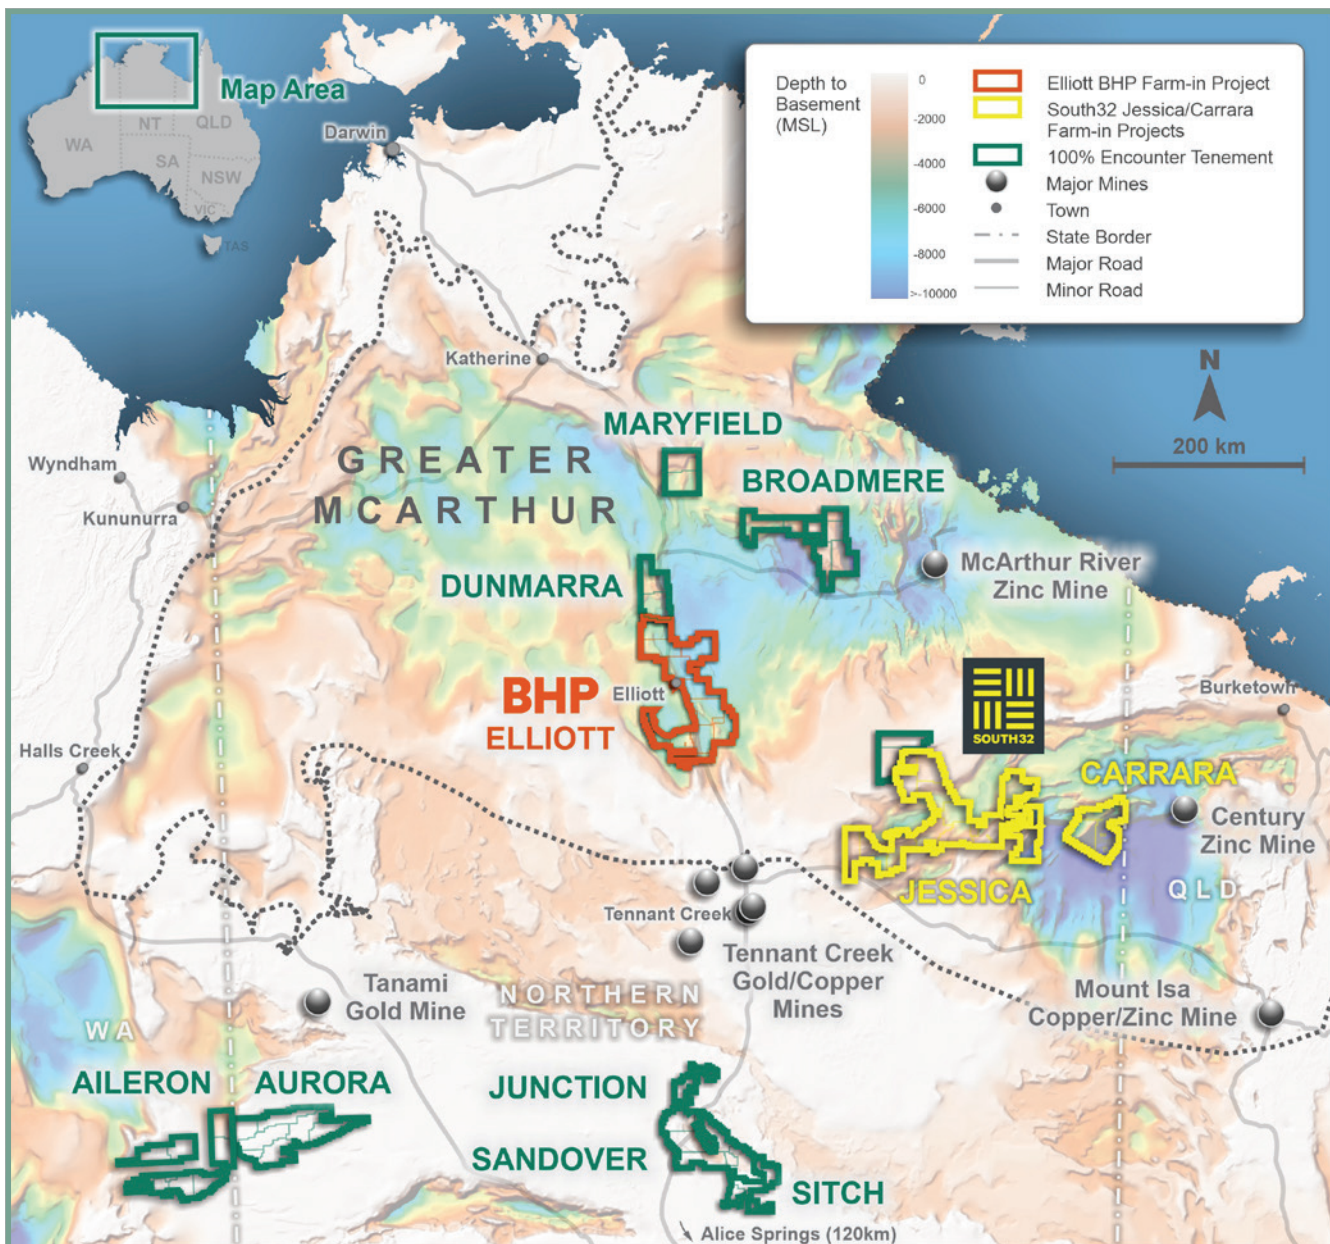 Map Area
WA
NT
QLD
SA
NSW
VIC
TAS
Darwin
Depth to
Basement
(MSL)
0
-2000
-4000
-6000
-8000
>-10000
Elliott BHP Farm-in Project
South32 Jessica/Carrara
Farm-in Projects
100% Encounter Tenement
Major Mines
Town
State Border
Major Road
Minor Road
N
200 km
Katherine
MARYFIELD
GREATER
MCARTHUR
BROADMERE
Wyndham
Kununurra
DUNMARRA
McArthur River
Zinc Mine
BHP
ELLIOTT
Elliott
SOUTH32
Burketown
Halls Creek
CARRARA
Century
Zinc Mine
JESSICA
QLD
Tennant Creek
Tennant Creek
Gold/Copper
Mines
Tanami
Gold Mine
NORTHERN
TERRITORY
Mount Isa
Copper/Zinc Mine
WA
AILERON
AURORA
JUNCTION
SANDOVER
SITCH
Alice Springs (120km)